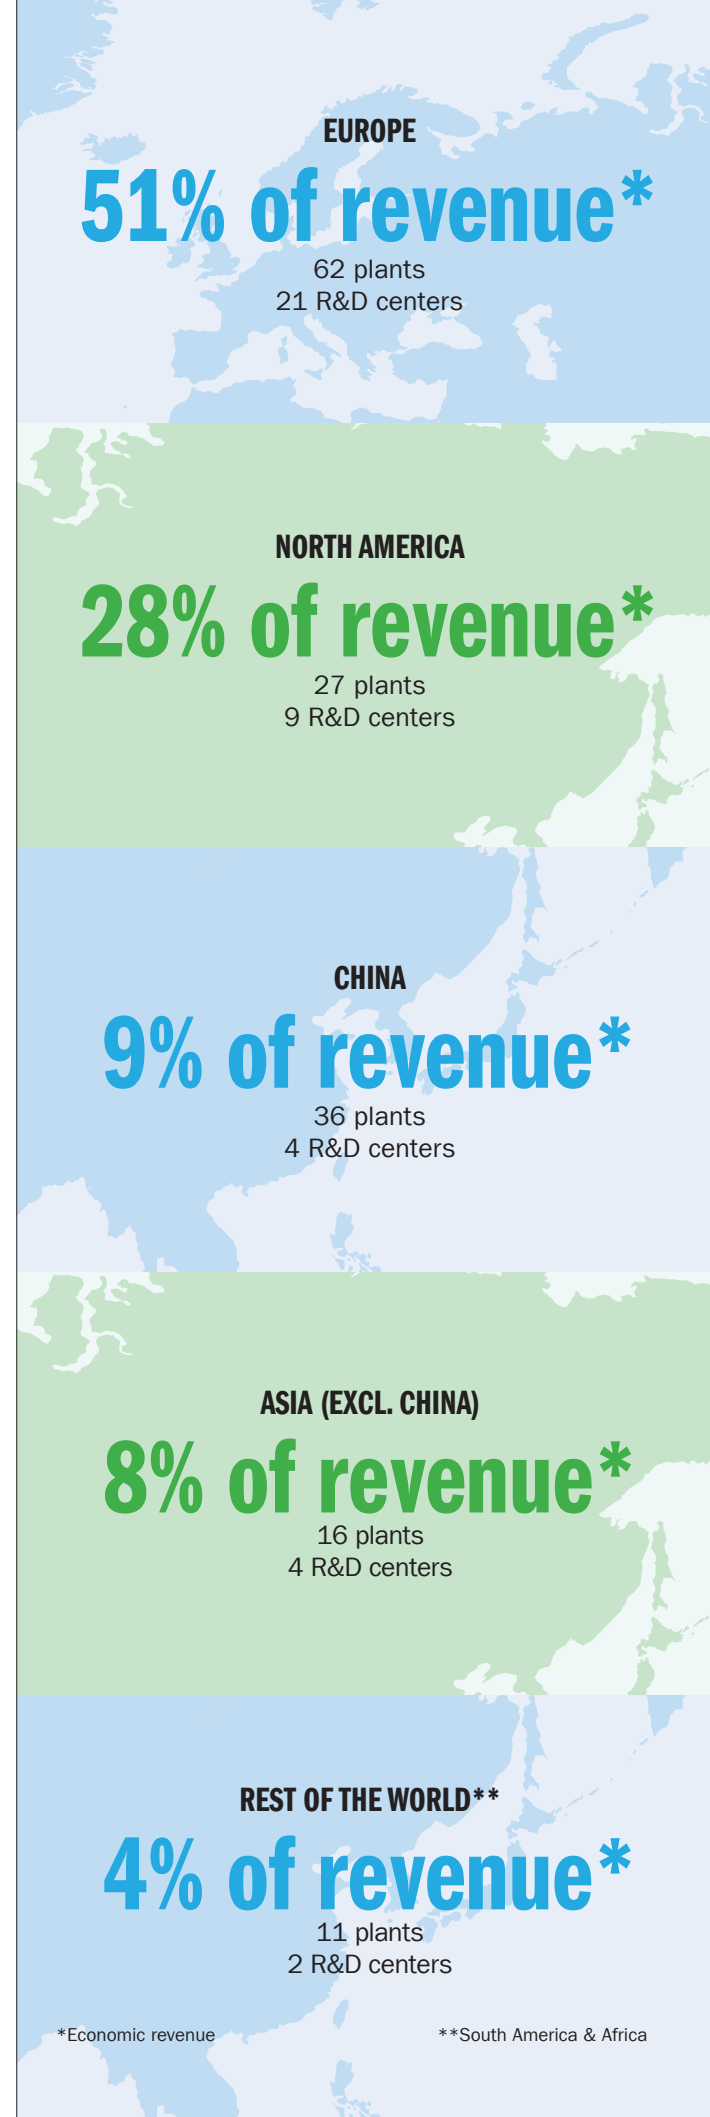 EUROPE
51% of revenue*
62 plants
21 R&D centers
NORTH AMERICA
28% of revenue*
27 plants
9 R&D centers
CHINA
9% of revenue*
36 plants
4 R&D centers
ASIA (EXCL. CHINA)
8% of revenue*
16 plants
4 R&D centers
REST OF THE WORLD**
4% of revenue*
11 plants
2 R&D centers
*Economic revenue
**South America & Africa